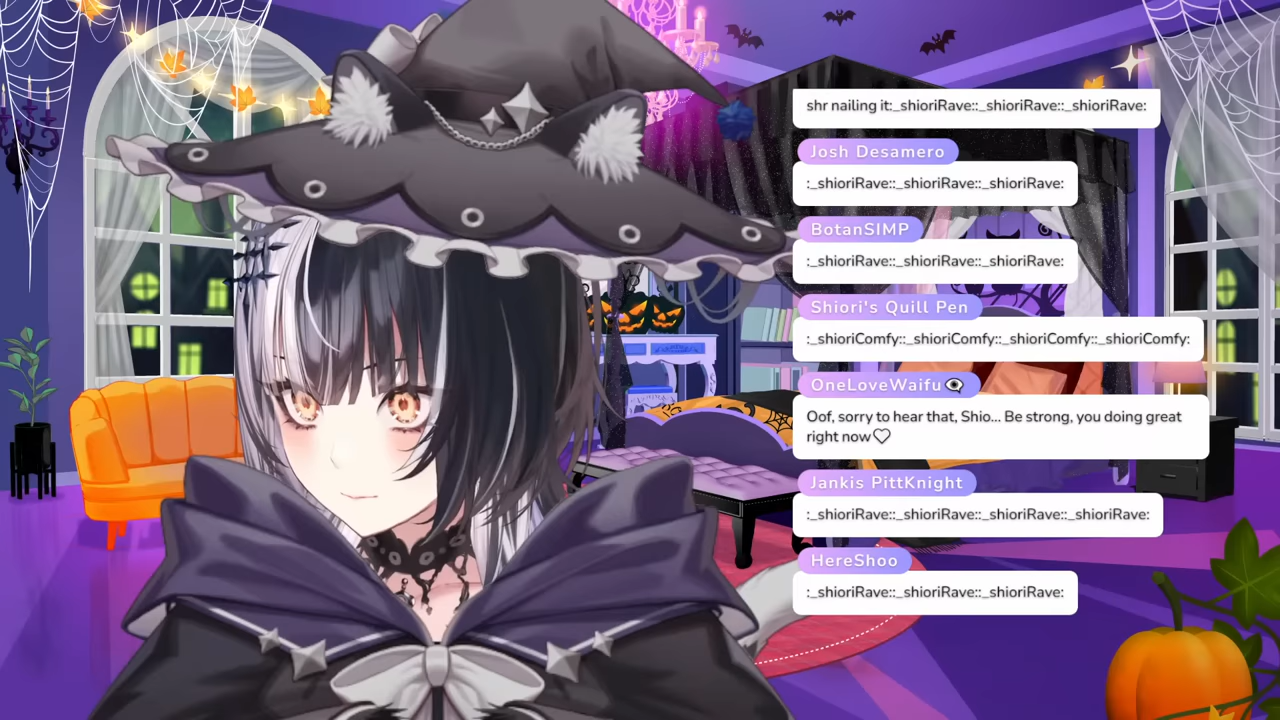 shr nailing it:_shioriRave::_shioriRave::_shioriRave:
Josh Desamero
:_shioriRave::_shioriRave::_shioriRave:
BotanSIMP
:_shioriRave::_shioriRave::_shioriRave:
Shiori's Quill Pen
:_shioriComfy::_shioriComfy::_shioriComfy::_shioriComfy:
OneLoveWaifu👁️‍🗨️
Oof, sorry to hear that, Shio... Be strong, you doing great
right now♡
Jankis PittKnight
:_shioriRave::_shioriRave::_shioriRave::_shioriRave:
HereShoo
:_shioriRave::_shioriRave::_shioriRave: